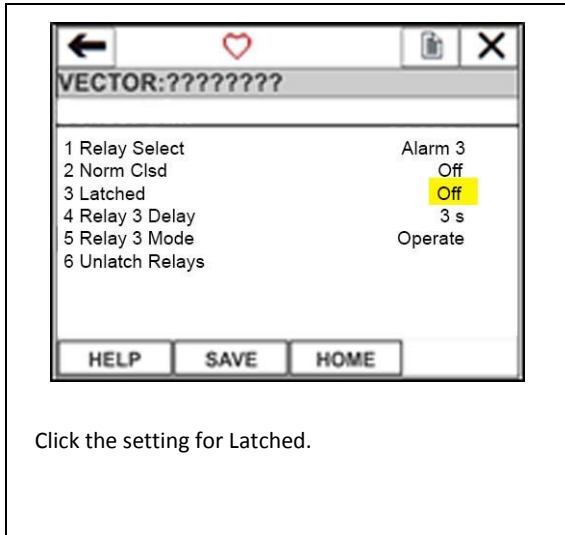 VECTOR:????????
1 Relay Select Alarm 3
2 Norm Clsd Off
3 Latched Off
4 Relay 3 Delay 3 s
5 Relay 3 Mode Operate
6 Unlatch Relays
HELP SAVE HOME
Click the setting for Latched.